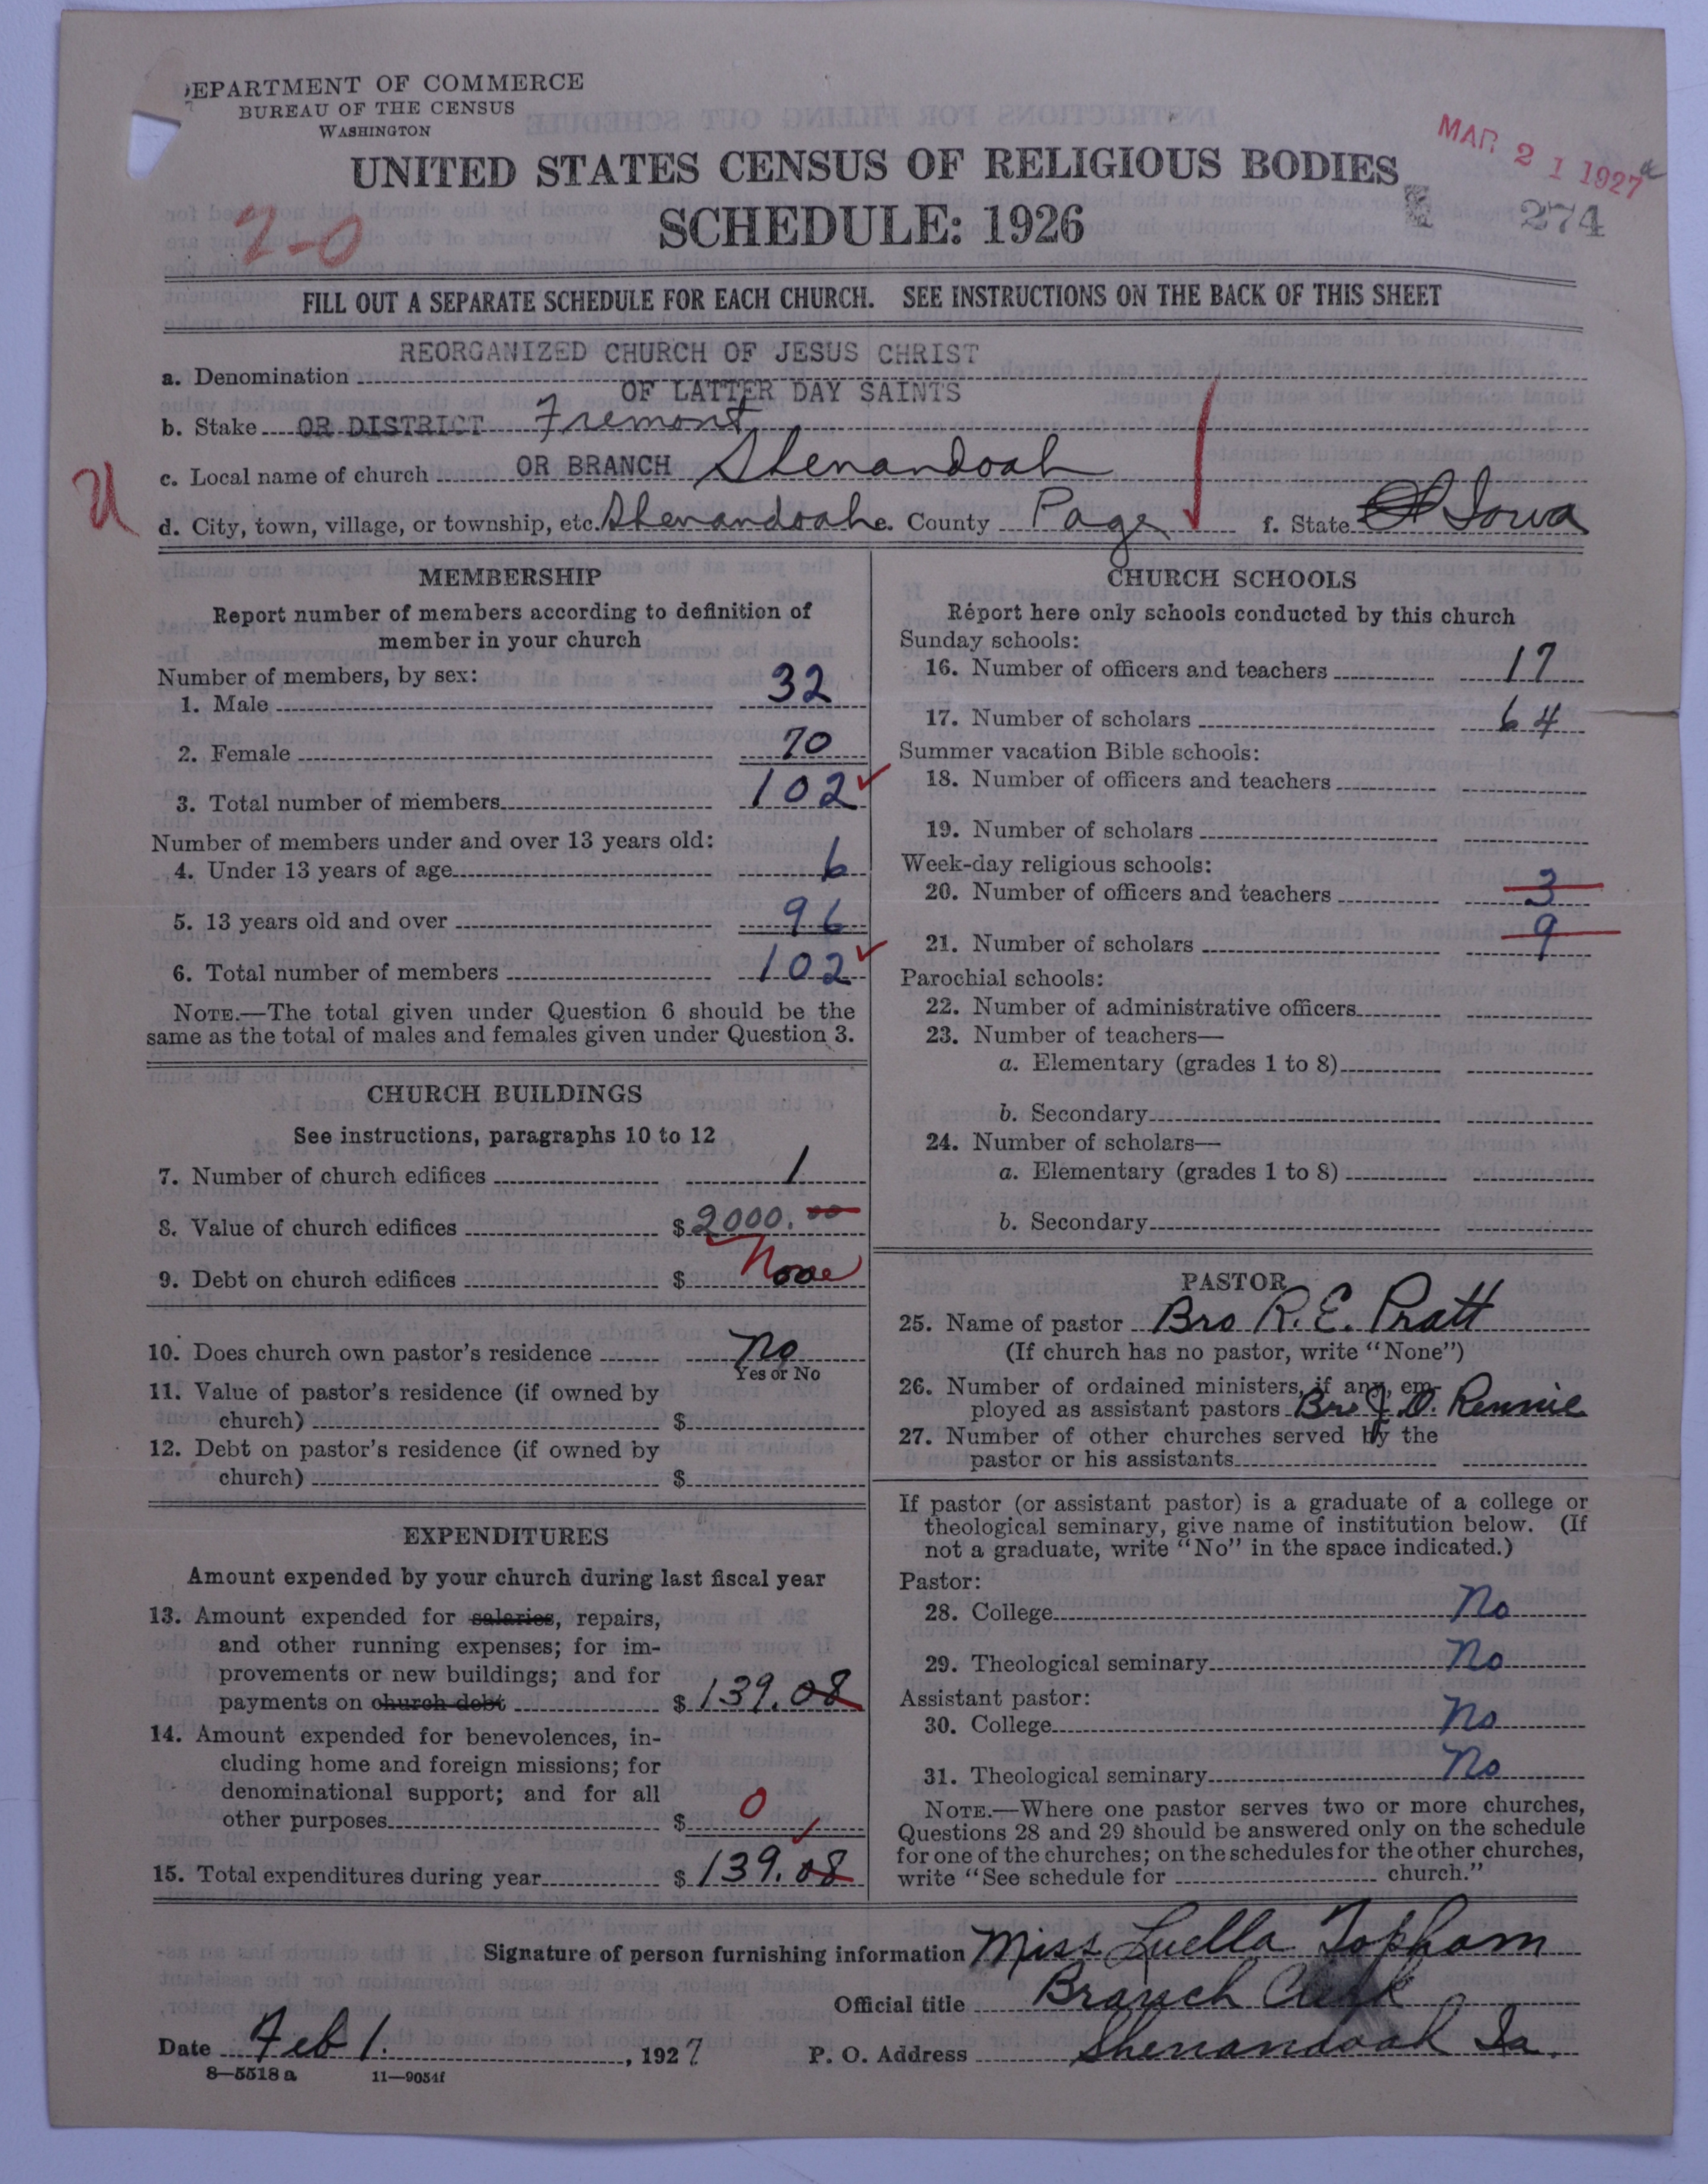 DEPARTMENT OF COMMERCE
BUREAU OF THE CENSUS
WASHINGTON
UNITED STATES CENSUS OF RELIGIOUS BODIES
SCHEDULE: 1926
MAR 21 1927
274
2-0
FILL OUT A SEPARATE SCHEDULE FOR EACH CHURCH. SEE INSTRUCTIONS ON THE BACK OF THIS SHEET
REORGANIZED CHURCH OF JESUS CHRIST
a. Denomination
OF LATTER DAY SAINTS
b. Stake OR DISTRICT Fremont
c. Local name of church OR BRANCH Shenandoah
d. City, town, village, or township, etc. Shenandoah e. County Page f. State Iowa
MEMBERSHIP
Report number of members according to definition of
member in your church
Number of members, by sex:
1. Male 32
2. Female 70
3. Total number of members 102
Number of members under and over 13 years old:
4. Under 13 years of age 6
5. 13 years old and over 96
6. Total number of members 102
NOTE.—The total given under Question 6 should be the
same as the total of males and females given under Question 3.
CHURCH BUILDINGS
See instructions, paragraphs 10 to 12
7. Number of church edifices 1
8. Value of church edifices $ 2000.00
9. Debt on church edifices $ None
10. Does church own pastor's residence No
Yes or No
11. Value of pastor's residence (if owned by
church) $
12. Debt on pastor's residence (if owned by
church) $
EXPENDITURES
Amount expended by your church during last fiscal year
13. Amount expended for salaries, repairs,
and other running expenses; for im-
provements or new buildings; and for
payments on church debt $ 139.08
14. Amount expended for benevolences, in-
cluding home and foreign missions; for
denominational support; and for all
other purposes $ 0
15. Total expenditures during year $ 139.08
CHURCH SCHOOLS
Report here only schools conducted by this church
Sunday schools:
16. Number of officers and teachers 17
17. Number of scholars 64
Summer vacation Bible schools:
18. Number of officers and teachers
19. Number of scholars
Week-day religious schools:
20. Number of officers and teachers 3
21. Number of scholars 9
Parochial schools:
22. Number of administrative officers
23. Number of teachers—
a. Elementary (grades 1 to 8)
b. Secondary
24. Number of scholars—
a. Elementary (grades 1 to 8)
b. Secondary
PASTOR
25. Name of pastor Bro R. E. Pratt
(If church has no pastor, write "None")
26. Number of ordained ministers, if any, em-
ployed as assistant pastors Bro J. D. Rennie
27. Number of other churches served by the
pastor or his assistants
If pastor (or assistant pastor) is a graduate of a college or
theological seminary, give name of institution below. (If
not a graduate, write "No" in the space indicated.)
Pastor:
28. College No
29. Theological seminary No
Assistant pastor:
30. College No
31. Theological seminary No
NOTE.—Where one pastor serves two or more churches,
Questions 28 and 29 should be answered only on the schedule
for one of the churches; on the schedules for the other churches,
write "See schedule for church."
Signature of person furnishing information Miss Luella Topham
Official title Branch Clerk
Date Feb 1. , 1927 P. O. Address Shenandoah Ia.
8—5518 a 11—9054f